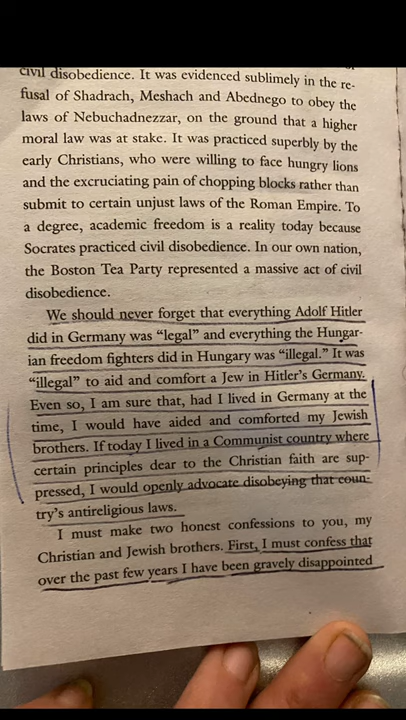 civil disobedience. It was evidenced sublimely in the re-
fusal of Shadrach, Meshach and Abednego to obey the
laws of Nebuchadnezzar, on the ground that a higher
moral law was at stake. It was practiced superbly by the
early Christians, who were willing to face hungry lions
and the excruciating pain of chopping blocks rather than
submit to certain unjust laws of the Roman Empire. To
a degree, academic freedom is a reality today because
Socrates practiced civil disobedience. In our own nation,
the Boston Tea Party represented a massive act of civil
disobedience.
We should never forget that everything Adolf Hitler
did in Germany was “legal” and everything the Hungar-
ian freedom fighters did in Hungary was “illegal.” It was
“illegal” to aid and comfort a Jew in Hitler’s Germany.
Even so, I am sure that, had I lived in Germany at the
time, I would have aided and comforted my Jewish
brothers. If today I lived in a Communist country where
certain principles dear to the Christian faith are sup-
pressed, I would openly advocate disobeying that coun-
try’s antireligious laws.
I must make two honest confessions to you, my
Christian and Jewish brothers. First, I must confess that
over the past few years I have been gravely disappointed